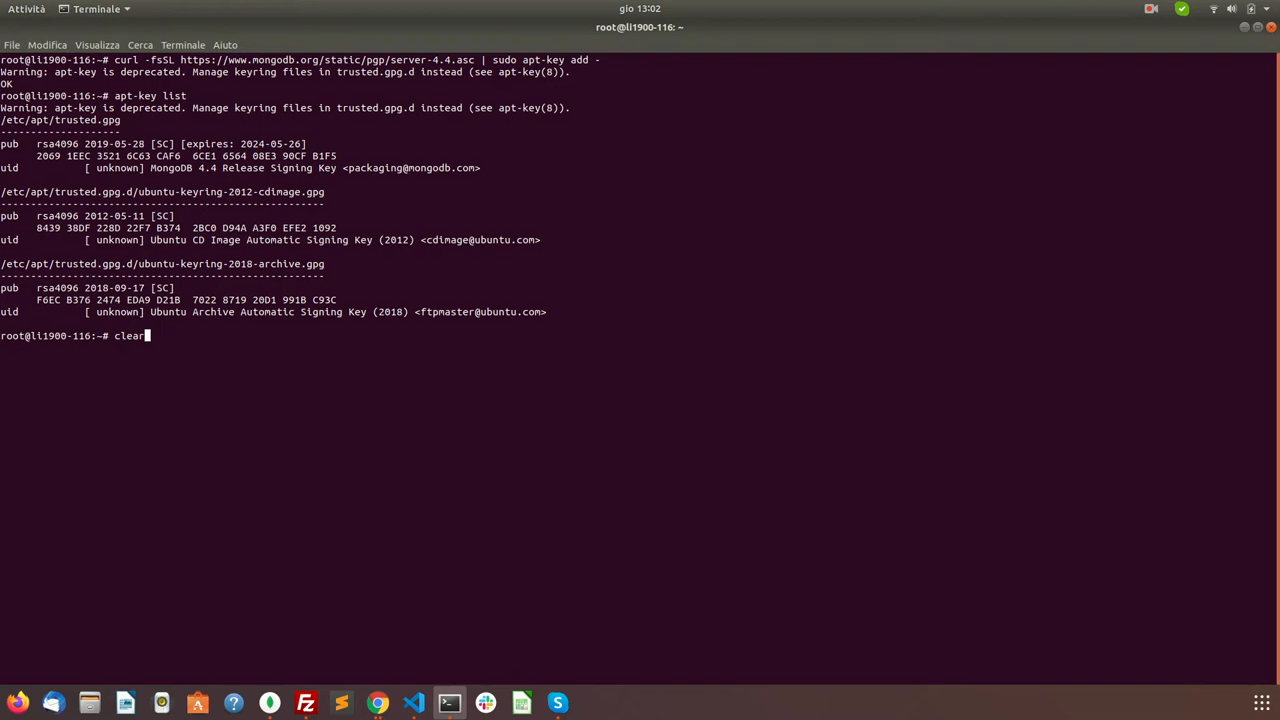 Attività Terminale gio 13:02
root@li1900-116: ~
File Modifica Visualizza Cerca Terminale Aiuto
root@li1900-116:~# curl -fsSL https://www.mongodb.org/static/pgp/server-4.4.asc | sudo apt-key add -
Warning: apt-key is deprecated. Manage keyring files in trusted.gpg.d instead (see apt-key(8)).
OK
root@li1900-116:~# apt-key list
Warning: apt-key is deprecated. Manage keyring files in trusted.gpg.d instead (see apt-key(8)).
/etc/apt/trusted.gpg
--------------------
pub   rsa4096 2019-05-28 [SC] [expires: 2024-05-26]
      2069 1EEC 3521 6C63 CAF6  6CE1 6564 08E3 90CF B1F5
uid           [ unknown] MongoDB 4.4 Release Signing Key <packaging@mongodb.com>
/etc/apt/trusted.gpg.d/ubuntu-keyring-2012-cdimage.gpg
------------------------------------------------------
pub   rsa4096 2012-05-11 [SC]
      8439 38DF 228D 22F7 B374  2BC0 D94A A3F0 EFE2 1092
uid           [ unknown] Ubuntu CD Image Automatic Signing Key (2012) <cdimage@ubuntu.com>
/etc/apt/trusted.gpg.d/ubuntu-keyring-2018-archive.gpg
------------------------------------------------------
pub   rsa4096 2018-09-17 [SC]
      F6EC B376 2474 EDA9 D21B  7022 8719 20D1 991B C93C
uid           [ unknown] Ubuntu Archive Automatic Signing Key (2018) <ftpmaster@ubuntu.com>
root@li1900-116:~# clear